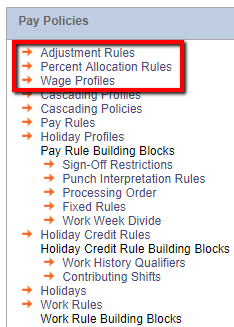 Pay Policies
Adjustment Rules
Percent Allocation Rules
Wage Profiles
Cascading Profiles
Cascading Policies
Pay Rules
Holiday Profiles
Pay Rule Building Blocks
Sign-Off Restrictions
Punch Interpretation Rules
Processing Order
Fixed Rules
Work Week Divide
Holiday Credit Rules
Holiday Credit Rule Building Blocks
Work History Qualifiers
Contributing Shifts
Holidays
Work Rules
Work Rule Building Blocks